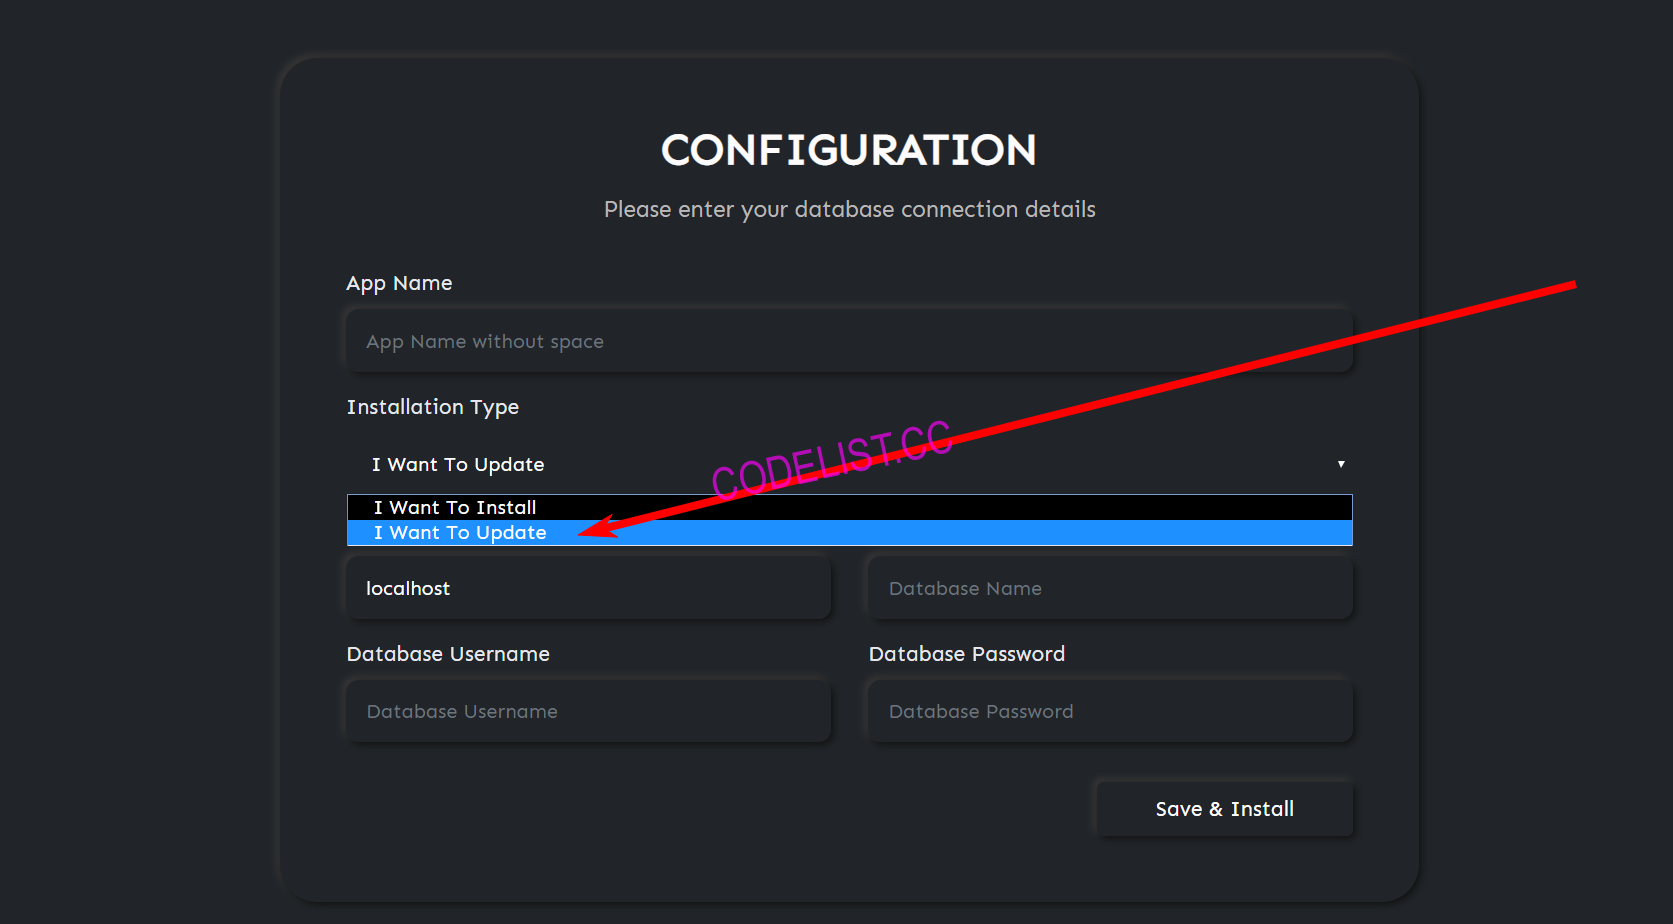 CONFIGURATION
Please enter your database connection details
App Name
App Name without space
Installation Type
I Want To Update
▼
CODELIST.CC
I Want To Install
I Want To Update
localhost
Database Name
Database Username
Database Password
Database Username
Database Password
Save & Install